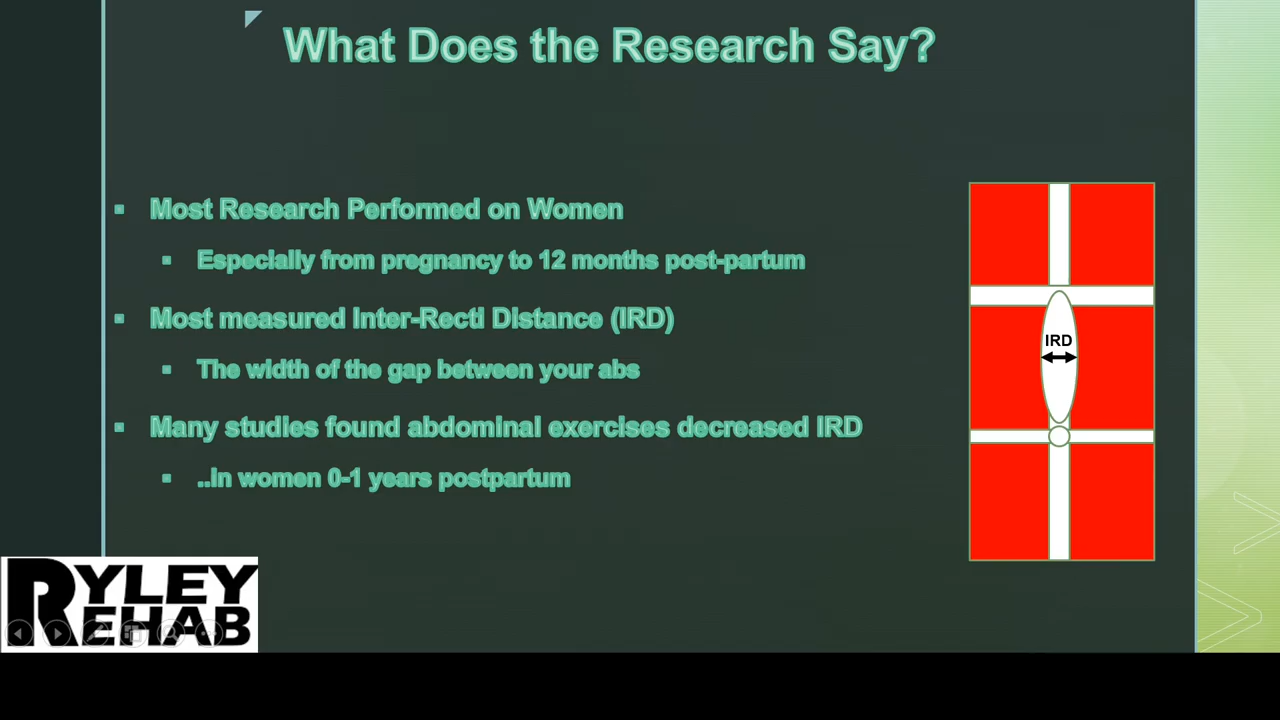 What Does the Research Say?
Most Research Performed on Women
Especially from pregnancy to 12 months post-partum
Most measured Inter-Recti Distance (IRD)
The width of the gap between your abs
Many studies found abdominal exercises decreased IRD
..in women 0-1 years postpartum
IRD
RYLEY
REHAB